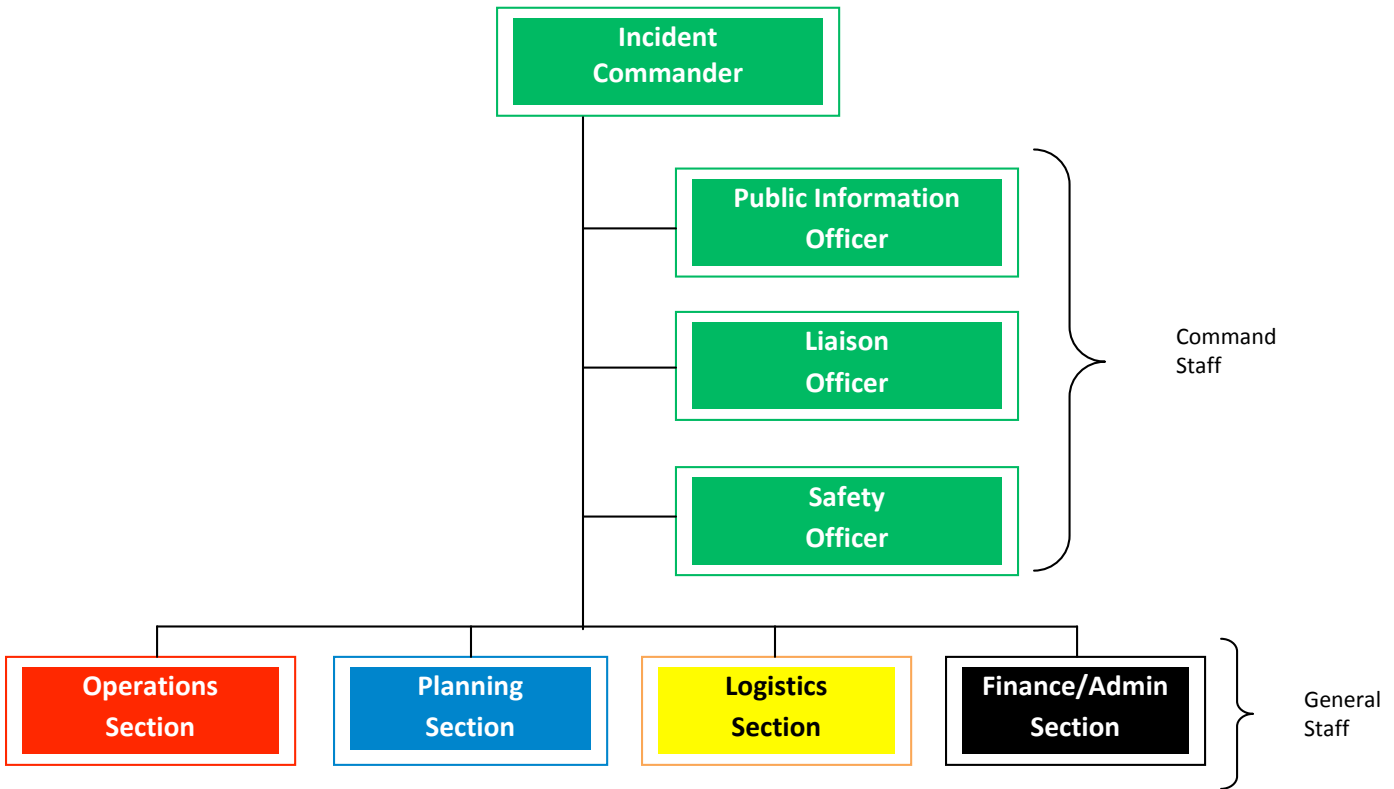 Incident
Commander
Public Information
Officer
Liaison
Officer
Command
Staff
Safety
Officer
Operations
Section
Planning
Section
Logistics
Section
Finance/Admin
Section
General
Staff